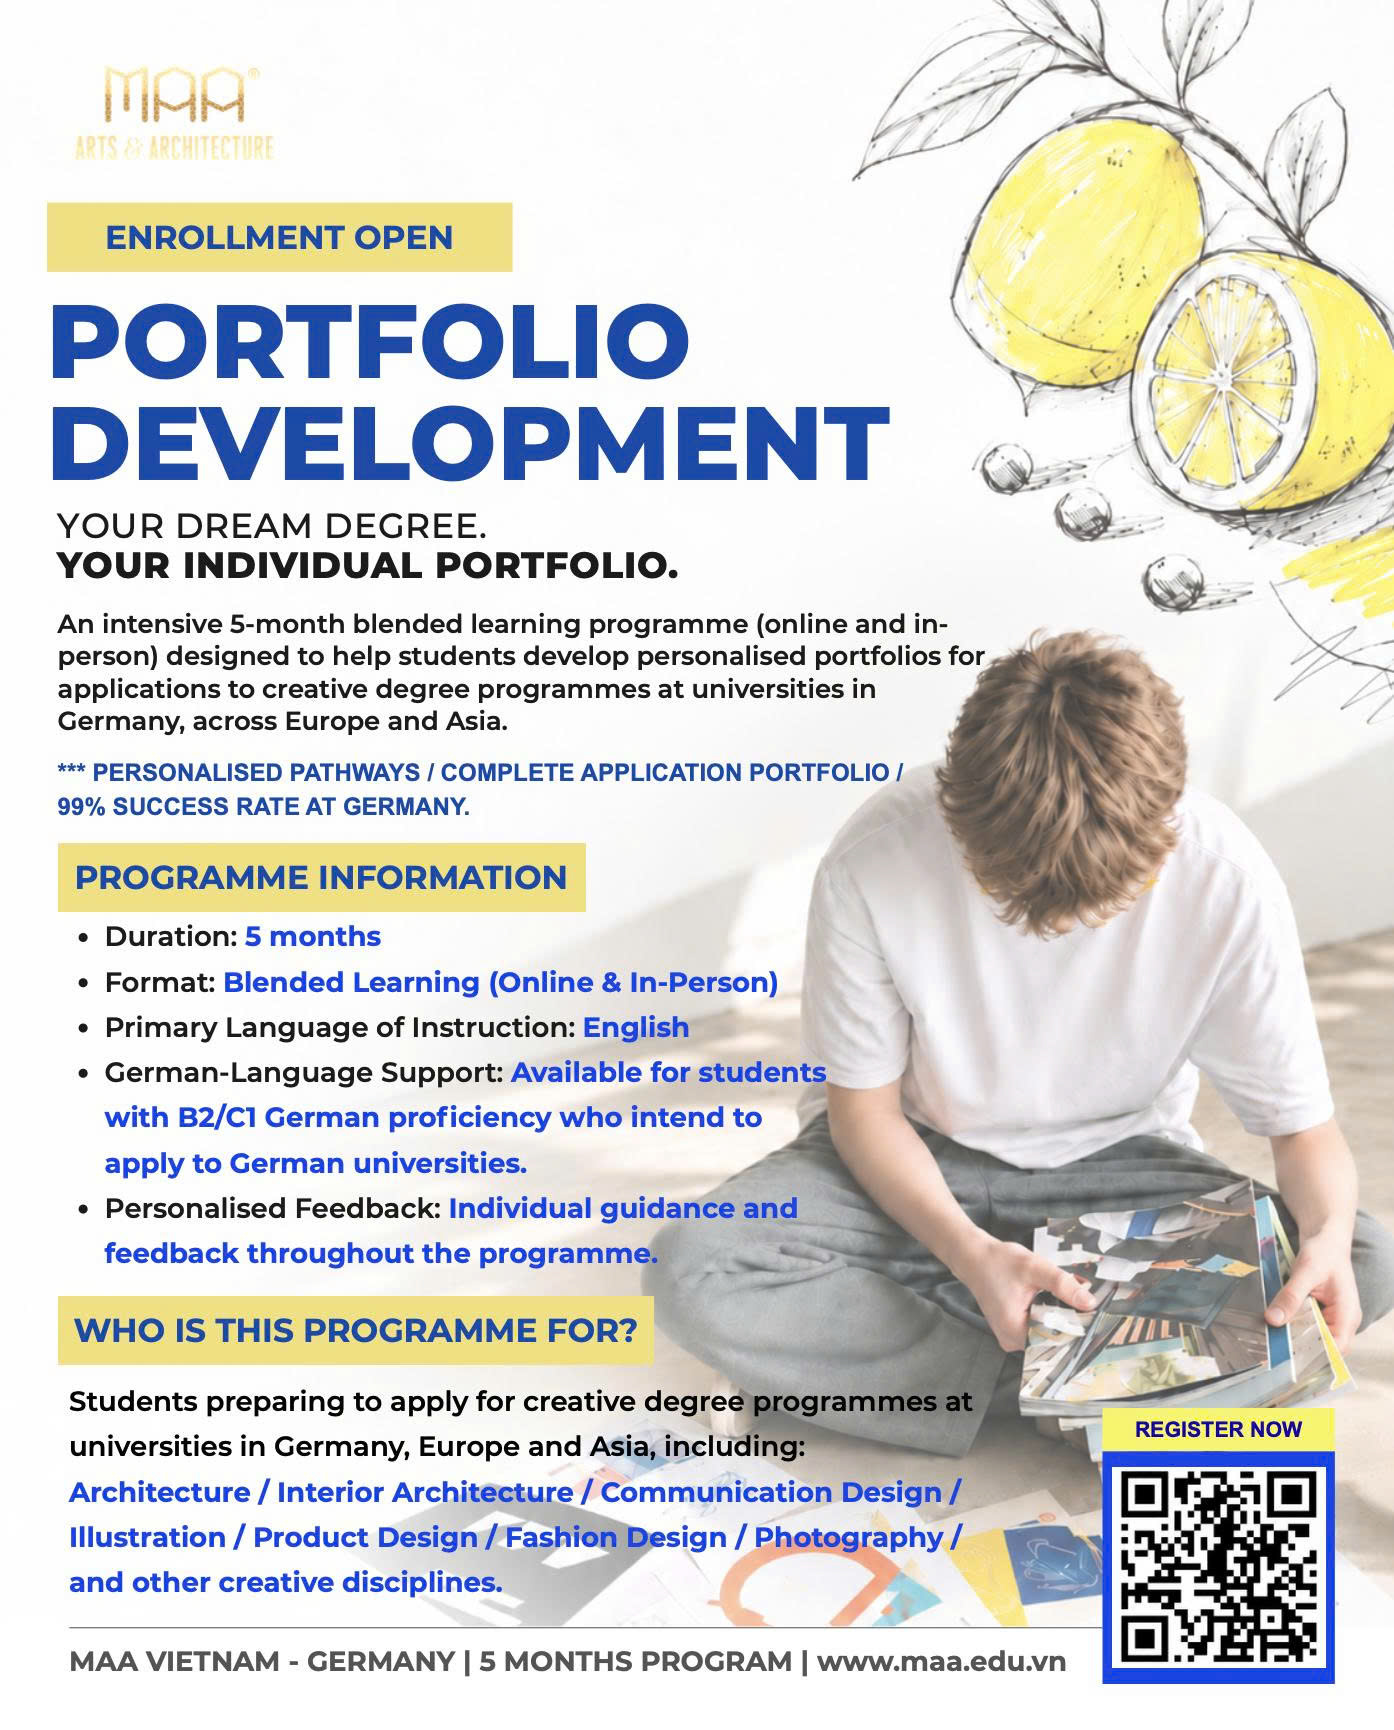 MAA®
ARTS & ARCHITECTURE
ENROLLMENT OPEN
PORTFOLIO
DEVELOPMENT
YOUR DREAM DEGREE.
YOUR INDIVIDUAL PORTFOLIO.
An intensive 5-month blended learning programme (online and in-
person) designed to help students develop personalised portfolios for
applications to creative degree programmes at universities in
Germany, across Europe and Asia.
*** PERSONALISED PATHWAYS / COMPLETE APPLICATION PORTFOLIO /
99% SUCCESS RATE AT GERMANY.
PROGRAMME INFORMATION
• Duration: 5 months
• Format: Blended Learning (Online & In-Person)
• Primary Language of Instruction: English
• German-Language Support: Available for students
with B2/C1 German proficiency who intend to
apply to German universities.
• Personalised Feedback: Individual guidance and
feedback throughout the programme.
WHO IS THIS PROGRAMME FOR?
Students preparing to apply for creative degree programmes at
universities in Germany, Europe and Asia, including:
Architecture / Interior Architecture / Communication Design /
Illustration / Product Design / Fashion Design / Photography /
and other creative disciplines.
REGISTER NOW
MAA VIETNAM - GERMANY | 5 MONTHS PROGRAM | www.maa.edu.vn